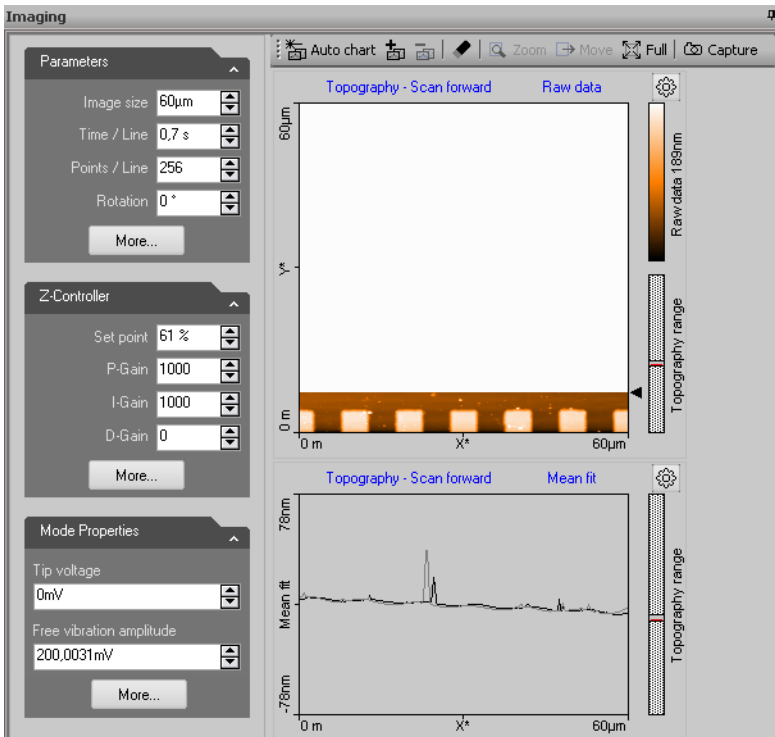 Imaging
Parameters
Image size 60µm
Time / Line 0,7 s
Points / Line 256
Rotation 0 °
More...
Z-Controller
Set point 61 %
P-Gain 1000
I-Gain 1000
D-Gain 0
More...
Mode Properties
Tip voltage
0mV
Free vibration amplitude
200,0031mV
More...
Auto chart Zoom Move Full Capture
Topography - Scan forward Raw data
60µm
Y*
0 m
0 m X* 60µm
Raw data 189nm
Topography range
Topography - Scan forward Mean fit
78nm
Mean fit
-78nm
0 m X* 60µm
Topography range